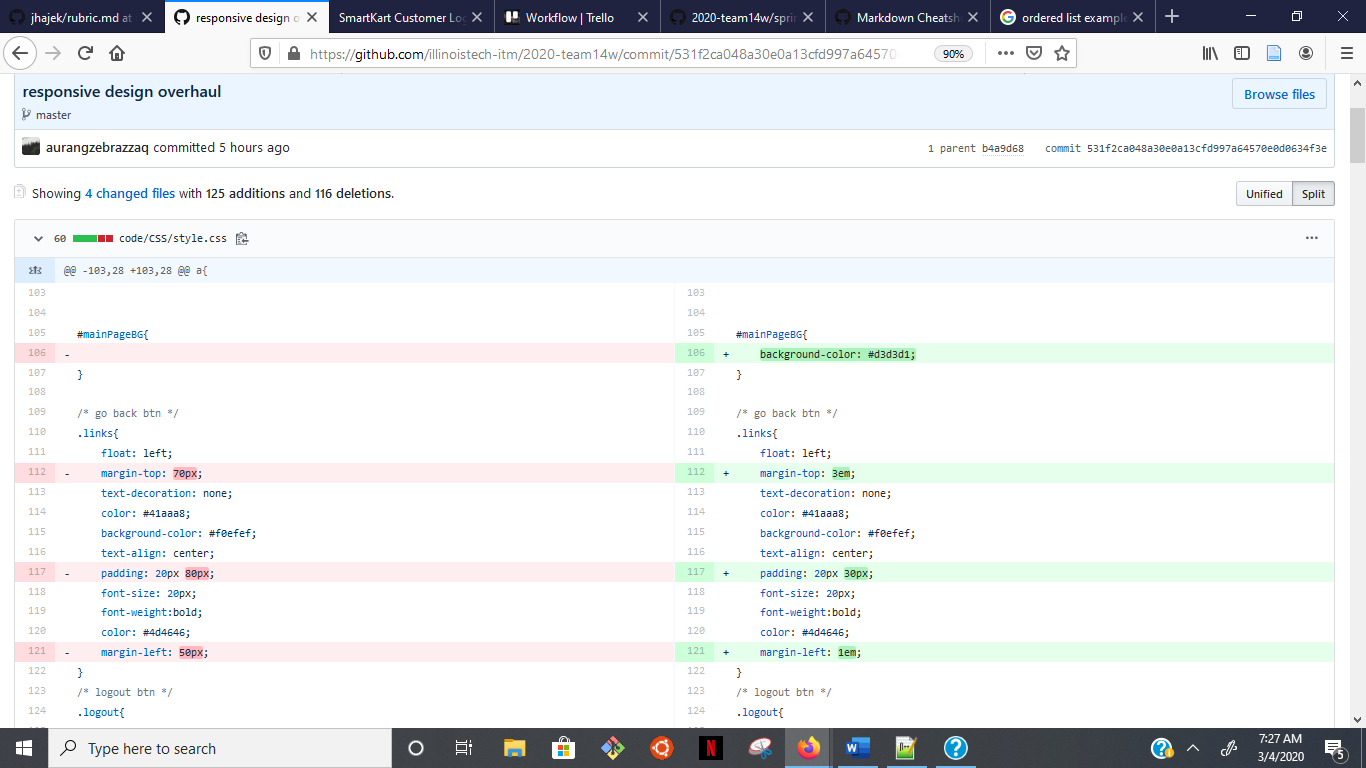 jhajek/rubric.md at
responsive design o
SmartKart Customer Log
Workflow | Trello
2020-team14w/sprin
Markdown Cheatsh
ordered list example
https://github.com/illinoistech-itm/2020-team14w/commit/531f2ca048a30e0a13cfd997a64570
90%
responsive design overhaul
Browse files
master
aurangzebrazzaq committed 5 hours ago
1 parent b4a9d68 commit 531f2ca048a30e0a13cfd997a64570e0d0634f3e
Showing 4 changed files with 125 additions and 116 deletions.
Unified Split
60 code/CSS/style.css
@@ -103,28 +103,28 @@ a{
103 103
104 104
105 #mainPageBG{ 105 #mainPageBG{
106 - 106 + background-color: #d3d3d1;
107 } 107 }
108 108
109 /* go back btn */ 109 /* go back btn */
110 .links{ 110 .links{
111 float: left; 111 float: left;
112 - margin-top: 70px; 112 + margin-top: 3em;
113 text-decoration: none; 113 text-decoration: none;
114 color: #41aaa8; 114 color: #41aaa8;
115 background-color: #f0efef; 115 background-color: #f0efef;
116 text-align: center; 116 text-align: center;
117 - padding: 20px 80px; 117 + padding: 20px 30px;
118 font-size: 20px; 118 font-size: 20px;
119 font-weight:bold; 119 font-weight:bold;
120 color: #4d4646; 120 color: #4d4646;
121 - margin-left: 50px; 121 + margin-left: 1em;
122 } 122 }
123 /* logout btn */ 123 /* logout btn */
124 .logout{ 124 .logout{
Type here to search
N
W
7:27 AM
3/4/2020
5